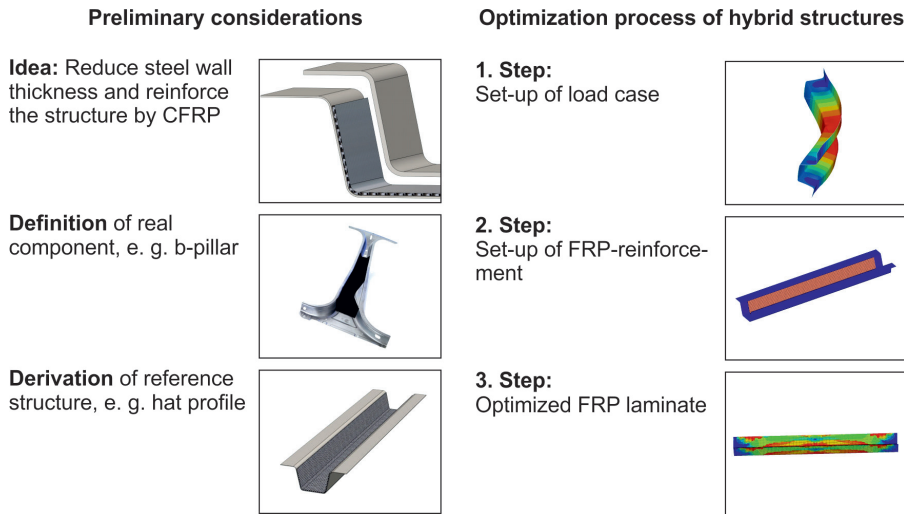 Preliminary considerations
Idea: Reduce steel wall
thickness and reinforce
the structure by CFRP
Definition of real
component, e. g. b-pillar
Derivation of reference
structure, e. g. hat profile
Optimization process of hybrid structures
1. Step:
Set-up of load case
2. Step:
Set-up of FRP-reinforce-
ment
3. Step:
Optimized FRP laminate